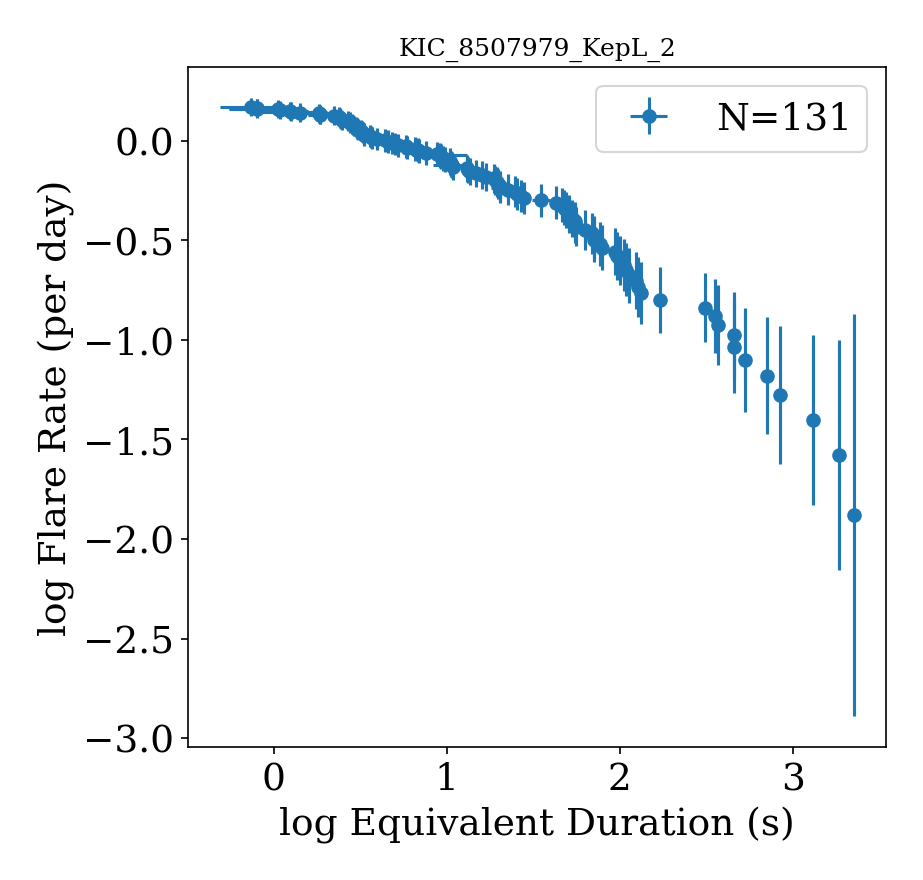 KIC_8507979_KepL_2
N=131
log Flare Rate (per day)
0.0
−0.5
−1.0
−1.5
−2.0
−2.5
−3.0
0 1 2 3
log Equivalent Duration (s)